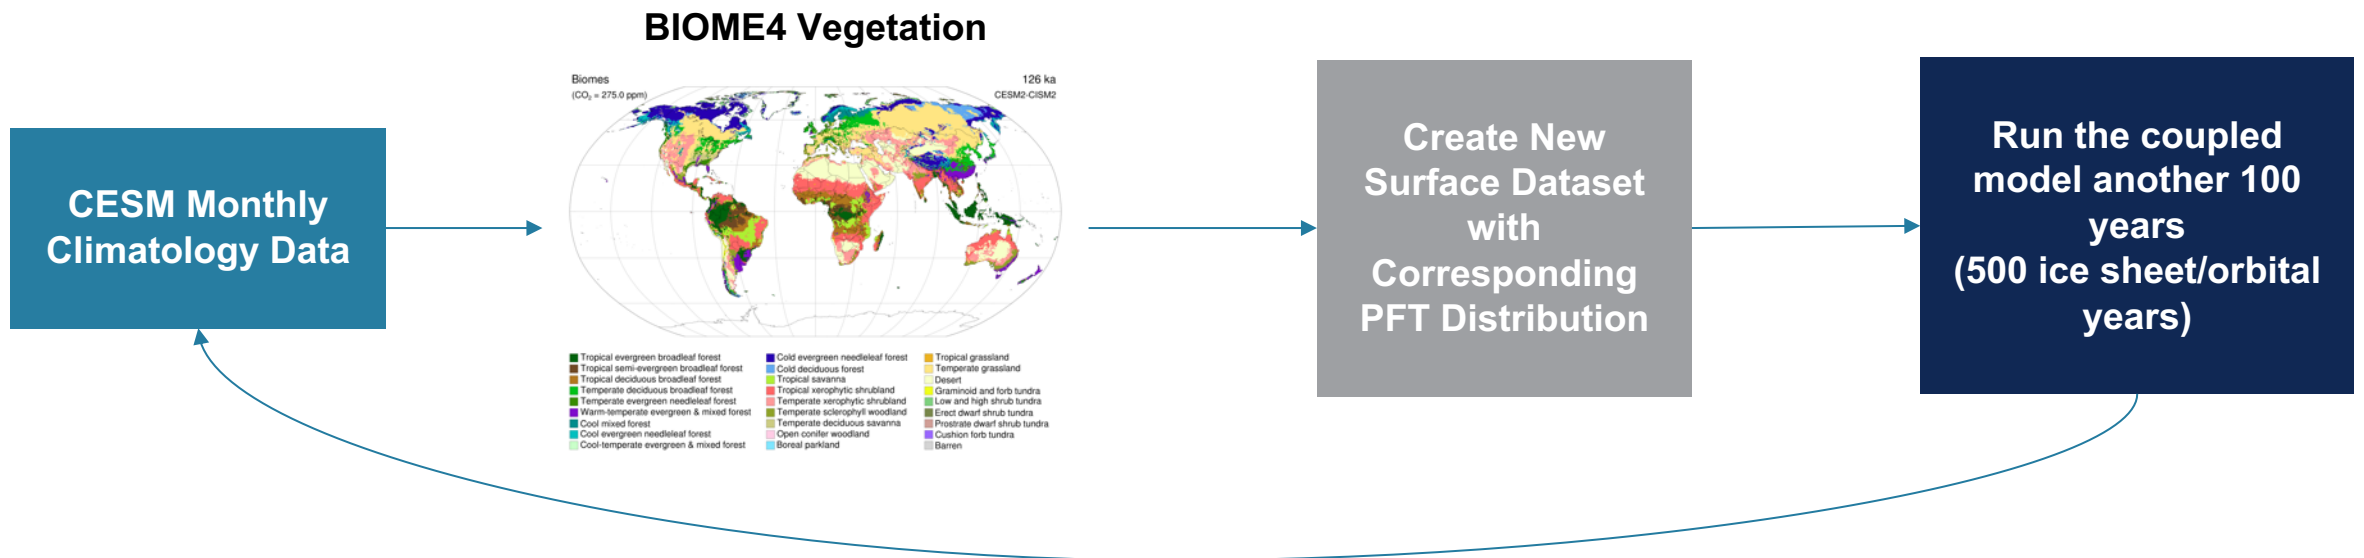 BIOME4 Vegetation
Biomes
126 ka
(CO₂ = 275.0 ppm)
CESM2-CISM2
CESM Monthly
Climatology Data
Tropical evergreen broadleaf forest
Tropical semi-evergreen broadleaf forest
Tropical deciduous broadleaf forest
Temperate deciduous broadleaf forest
Temperate evergreen needleleaf forest
Warm-temperate evergreen & mixed forest
Cool mixed forest
Cool evergreen needleleaf forest
Cool-temperate evergreen & mixed forest
Cold evergreen needleleaf forest
Cold deciduous forest
Tropical savanna
Tropical xerophytic shrubland
Temperate xerophytic shrubland
Temperate sclerophyll woodland
Temperate deciduous savanna
Open conifer woodland
Boreal parkland
Tropical grassland
Temperate grassland
Desert
Graminoid and forb tundra
Low and high shrub tundra
Erect dwarf shrub tundra
Prostrate dwarf shrub tundra
Cushion forb tundra
Barren
Create New
Surface Dataset
with
Corresponding
PFT Distribution
Run the coupled
model another 100
years
(500 ice sheet/orbital
years)